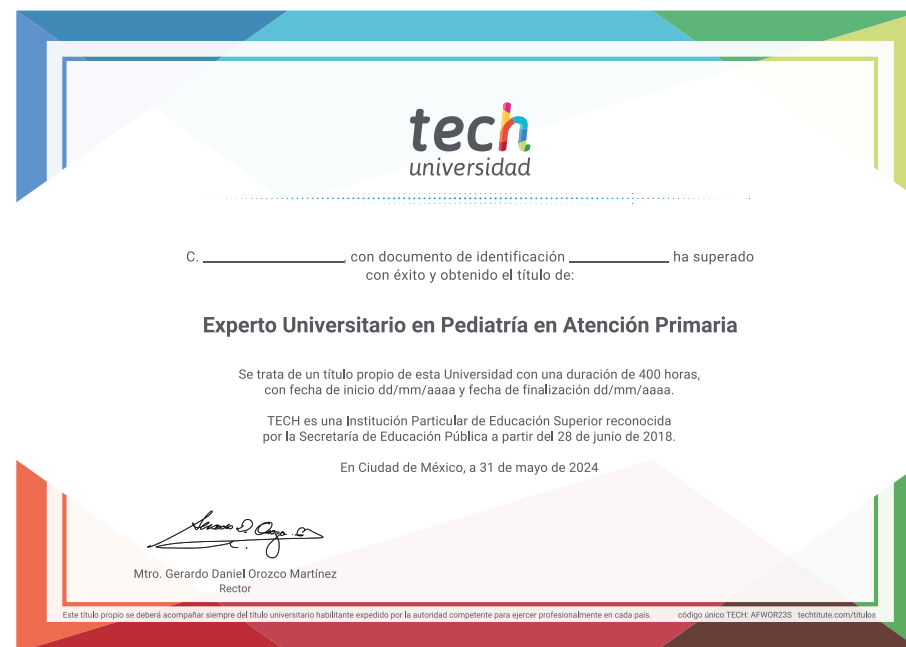 tech
universidad
C. ____________________, con documento de identificación ______________ ha superado
con éxito y obtenido el título de:
Experto Universitario en Pediatría en Atención Primaria
Se trata de un título propio de esta Universidad con una duración de 400 horas,
con fecha de inicio dd/mm/aaaa y fecha de finalización dd/mm/aaaa.
TECH es una Institución Particular de Educación Superior reconocida
por la Secretaría de Educación Pública a partir del 28 de junio de 2018.
En Ciudad de México, a 31 de mayo de 2024
Mtro. Gerardo Daniel Orozco Martínez
Rector
Este título propio se deberá acompañar siempre del título universitario habilitante expedido por la autoridad competente para ejercer profesionalmente en cada país. código único TECH: AFWOR23S techtitute.com/titulos